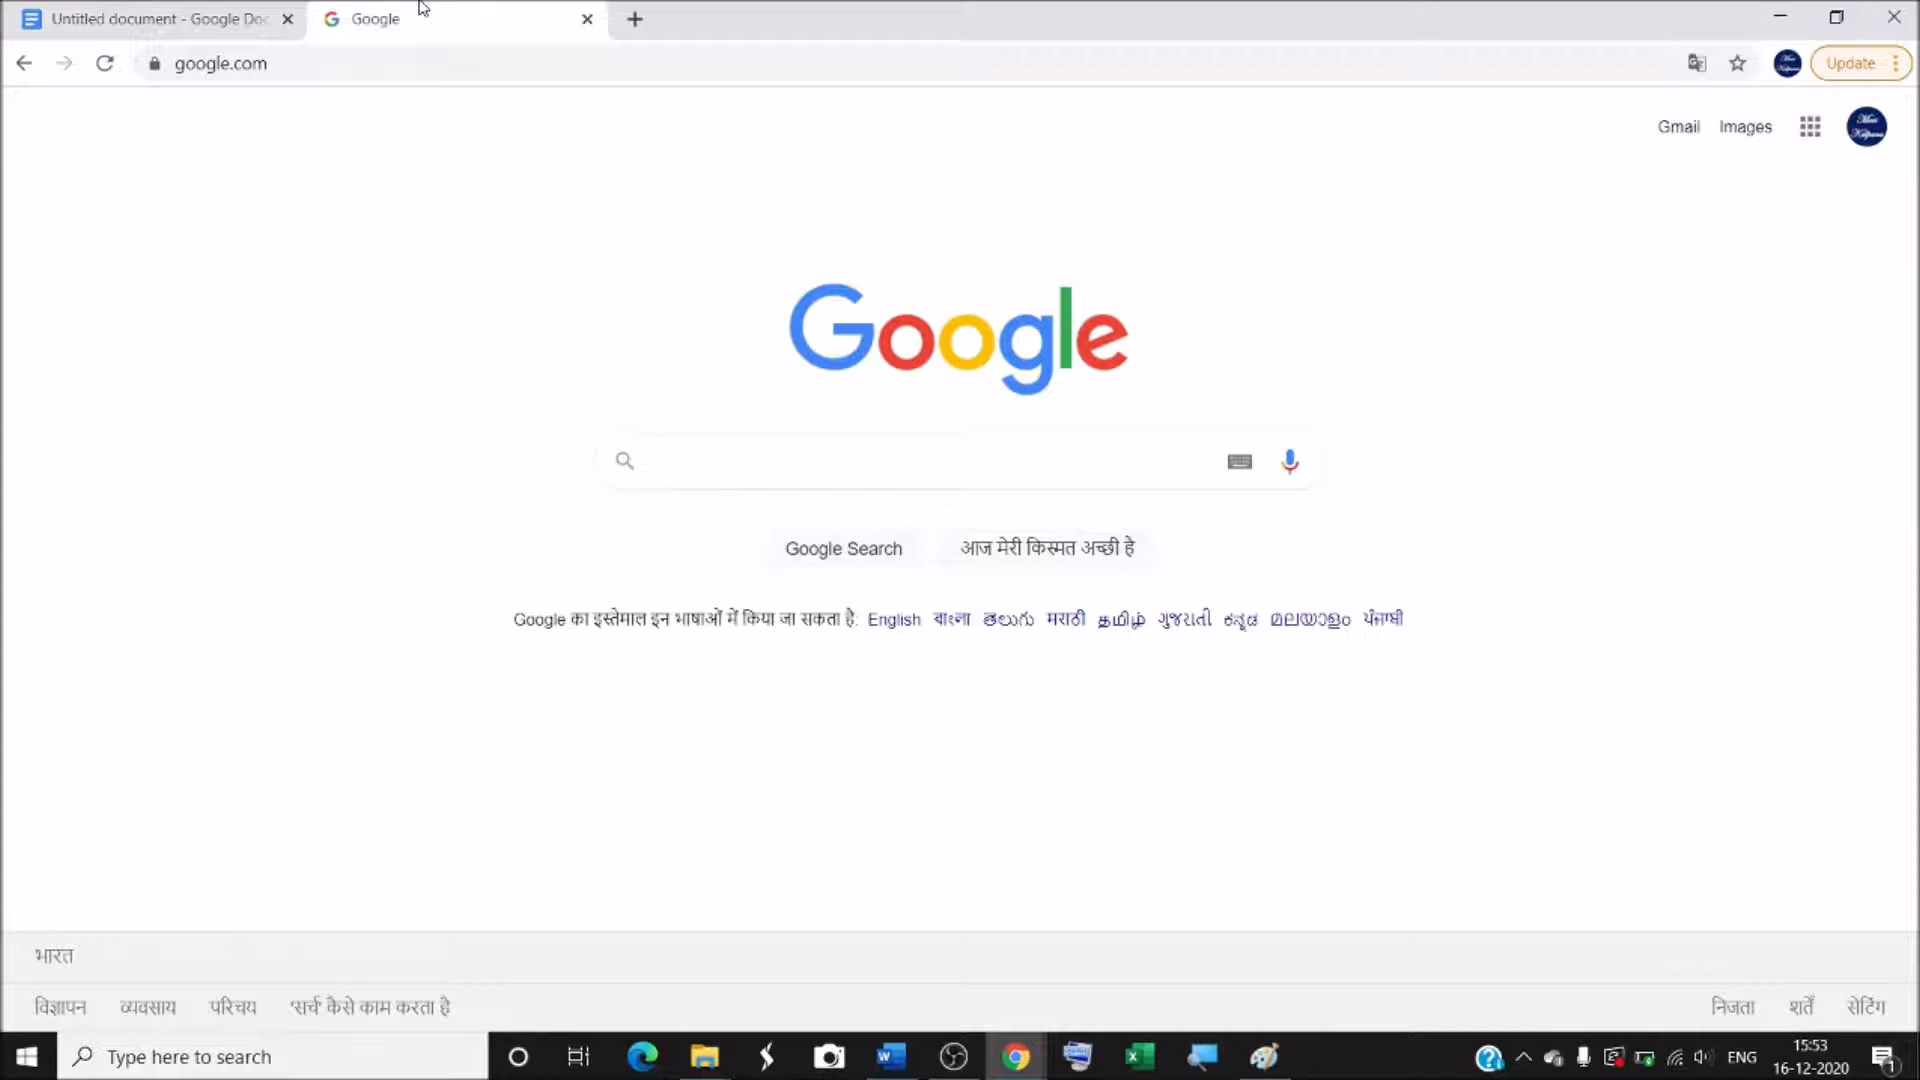 Untitled document - Google Doc
Google
google.com
Update
Gmail Images
Google
Google Search
आज मेरी किस्मत अच्छी है
Google का इस्तेमाल इन भाषाओं में किया जा सकता है: English বাংলা తెలుగు मराठी தமிழ் ગુજરાતી ಕನ್ನಡ മലയാളം ਪੰਜਾਬੀ
भारत
विज्ञापन व्यवसाय परिचय 'सर्च' कैसे काम करता है
निजता शर्तें सेटिंग
Type here to search
ENG
15:53
16-12-2020
1